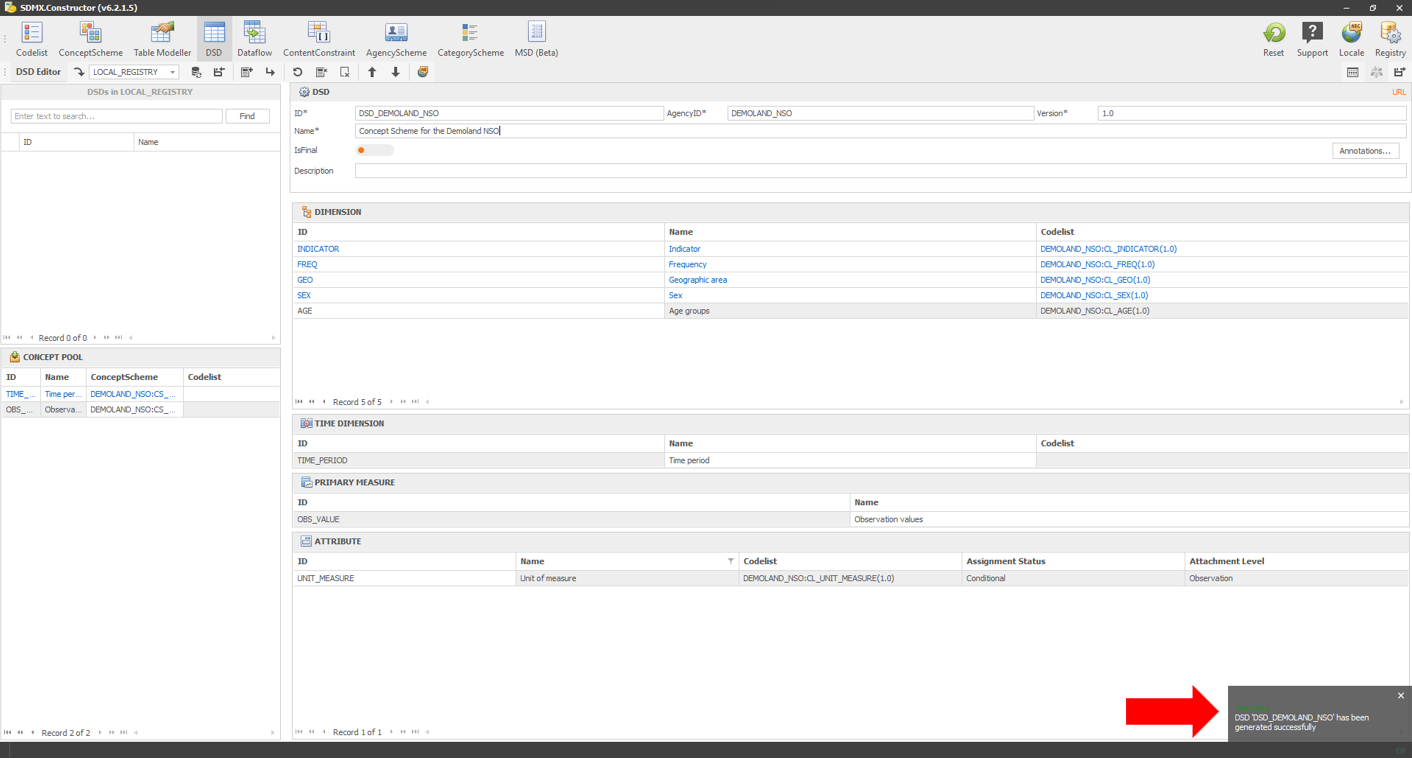 SDMX.Constructor (v6.2.1.5)
Codelist ConceptScheme Table Modeller DSD Dataflow ContentConstraint AgencyScheme CategoryScheme MSD (Beta) Reset Support Locale Registry
DSD Editor LOCAL_REGISTRY
DSDs in LOCAL_REGISTRY
Enter text to search... Find
ID Name
Record 0 of 0
CONCEPT POOL
ID Name ConceptScheme Codelist
TIME_... Time per... DEMOLAND_NSO:CS_...
OBS_... Observa... DEMOLAND_NSO:CS_...
Record 2 of 2
DSD URL
ID* DSD_DEMOLAND_NSO AgencyID* DEMOLAND_NSO Version* 1.0
Name* Concept Scheme for the Demoland NSO
IsFinal Annotations...
Description
DIMENSION
ID Name Codelist
INDICATOR Indicator DEMOLAND_NSO:CL_INDICATOR(1.0)
FREQ Frequency DEMOLAND_NSO:CL_FREQ(1.0)
GEO Geographic area DEMOLAND_NSO:CL_GEO(1.0)
SEX Sex DEMOLAND_NSO:CL_SEX(1.0)
AGE Age groups DEMOLAND_NSO:CL_AGE(1.0)
Record 5 of 5
TIME DIMENSION
ID Name Codelist
TIME_PERIOD Time period
PRIMARY MEASURE
ID Name
OBS_VALUE Observation values
ATTRIBUTE
ID Name Codelist Assignment Status Attachment Level
UNIT_MEASURE Unit of measure DEMOLAND_NSO:CL_UNIT_MEASURE(1.0) Conditional Observation
Record 1 of 1
DSD 'DSD_DEMOLAND_NSO' has been
generated successfully